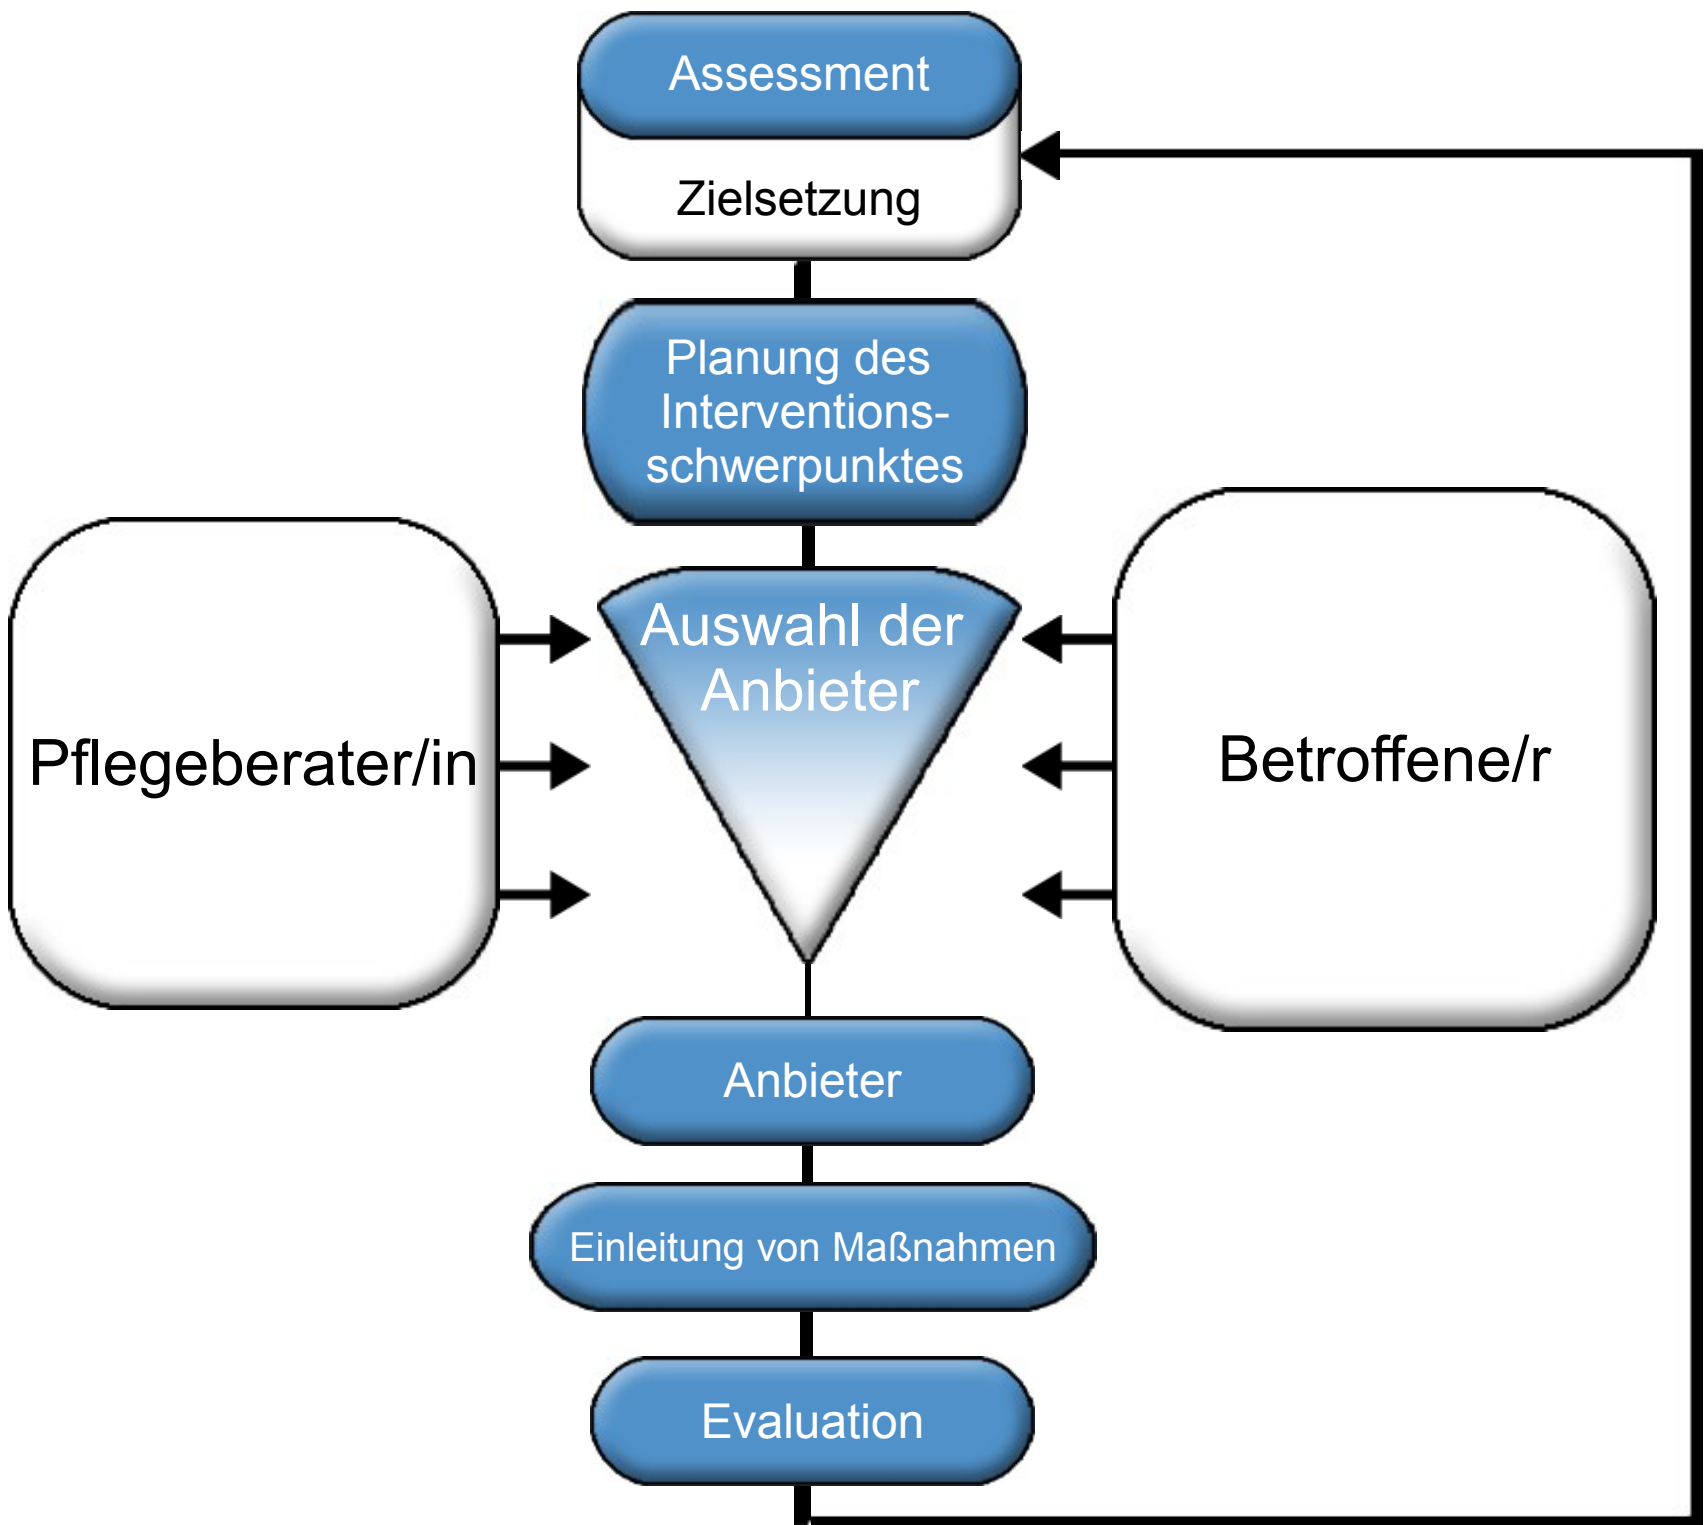 Assessment
Zielsetzung
Planung des
Interventions-
schwerpunktes
Auswahl der
Anbieter
Pflegeberater/in
Betroffene/r
Anbieter
Einleitung von Maßnahmen
Evaluation